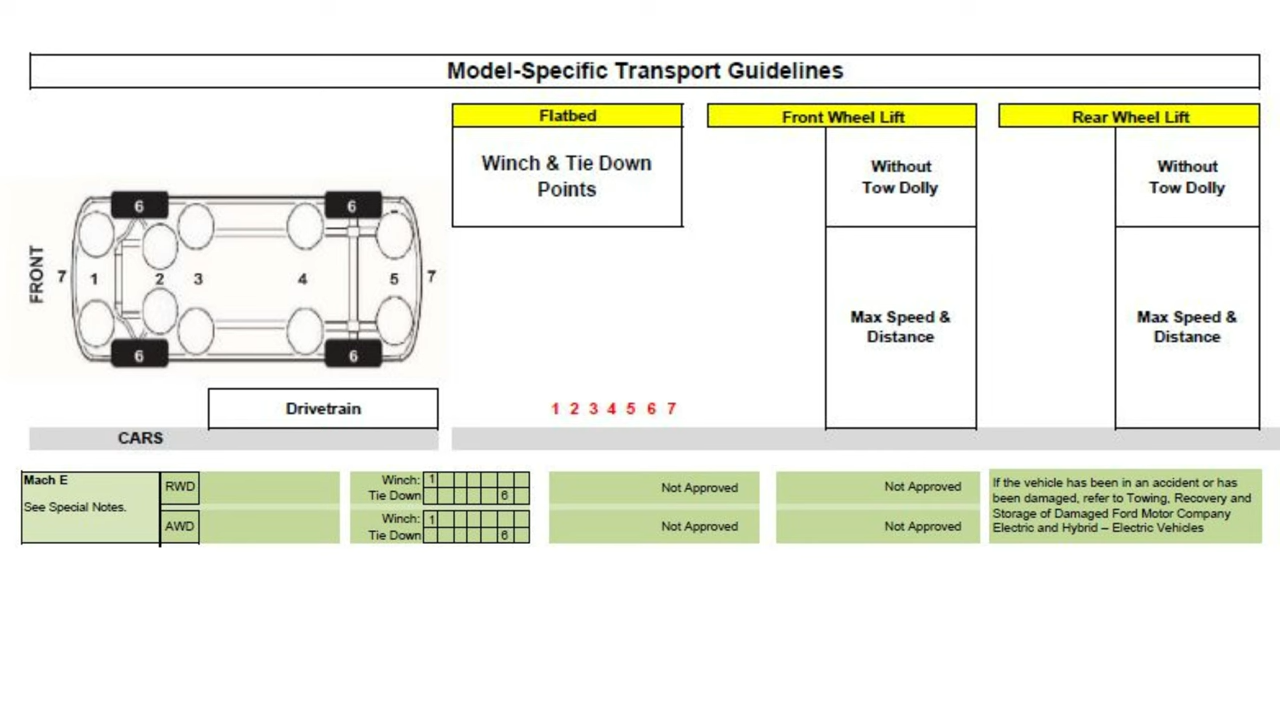 Model-Specific Transport Guidelines
Flatbed
Front Wheel Lift
Rear Wheel Lift
Winch & Tie Down
Points
Without
Tow Dolly
Without
Tow Dolly
FRONT
6 6
7 1 2 3 4 5 7
6 6
Max Speed &
Distance
Max Speed &
Distance
Drivetrain
1 2 3 4 5 6 7
CARS
Mach E
See Special Notes.
RWD
Winch: 1
Tie Down 6
Not Approved
Not Approved
AWD
Winch: 1
Tie Down 6
Not Approved
Not Approved
If the vehicle has been in an accident or has
been damaged, refer to Towing, Recovery and
Storage of Damaged Ford Motor Company
Electric and Hybrid – Electric Vehicles